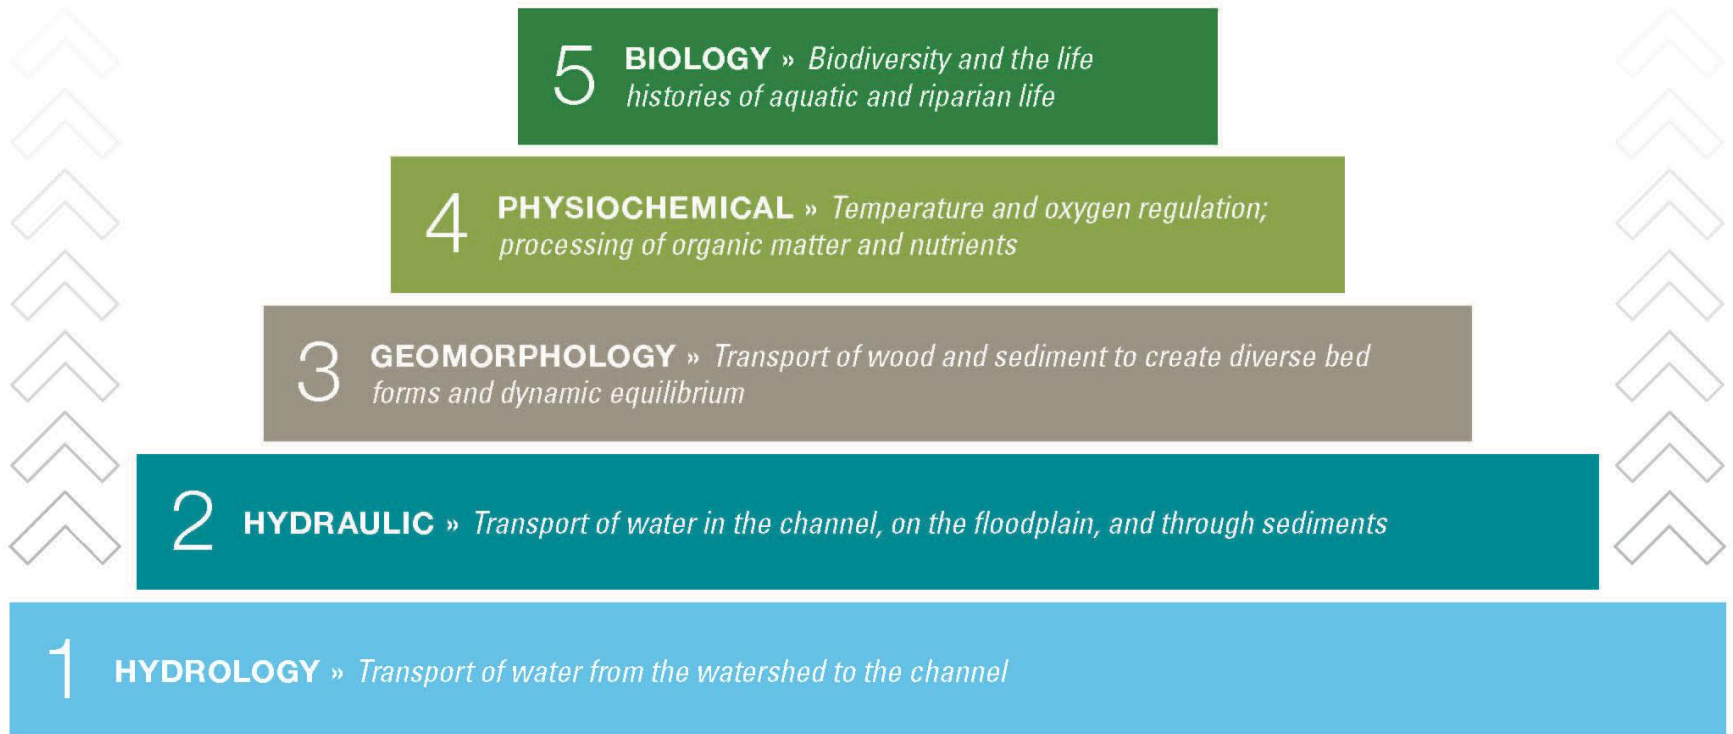 5 BIOLOGY » Biodiversity and the life
histories of aquatic and riparian life
4 PHYSIOCHEMICAL » Temperature and oxygen regulation;
processing of organic matter and nutrients
3 GEOMORPHOLOGY » Transport of wood and sediment to create diverse bed
forms and dynamic equilibrium
2 HYDRAULIC » Transport of water in the channel, on the floodplain, and through sediments
1 HYDROLOGY » Transport of water from the watershed to the channel